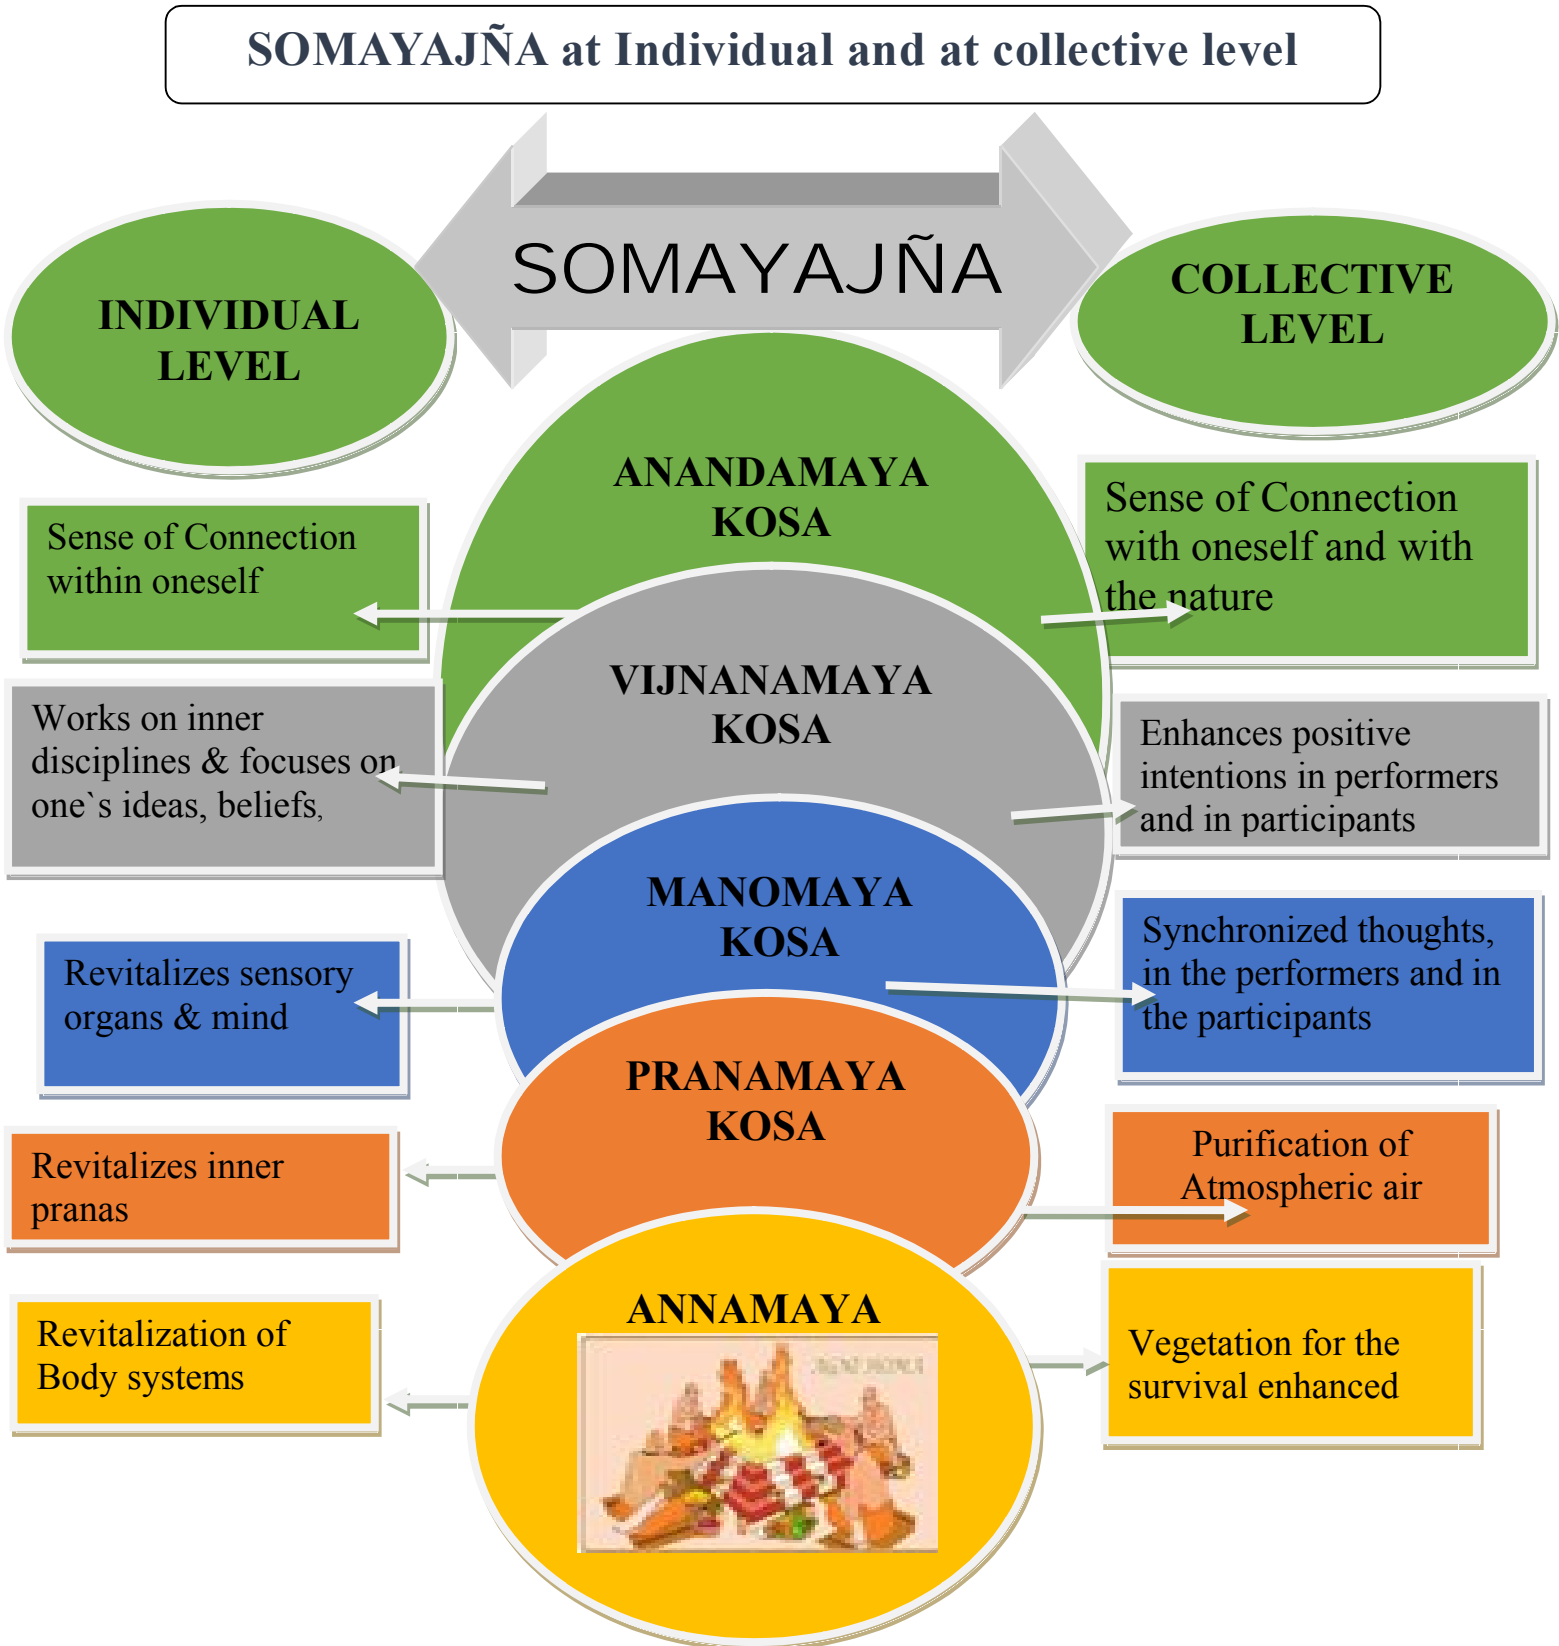 SOMAYAJÑA at Individual and at collective level
SOMAYAJÑA
INDIVIDUAL
LEVEL
COLLECTIVE
LEVEL
ANANDAMAYA
KOSA
Sense of Connection
within oneself
Sense of Connection
with oneself and with
the nature
VIJNANAMAYA
KOSA
Works on inner
disciplines & focuses on
one`s ideas, beliefs,
Enhances positive
intentions in performers
and in participants
MANOMAYA
KOSA
Revitalizes sensory
organs & mind
Synchronized thoughts,
in the performers and in
the participants
PRANAMAYA
KOSA
Revitalizes inner
pranas
Purification of
Atmospheric air
ANNAMAYA
Revitalization of
Body systems
Vegetation for the
survival enhanced